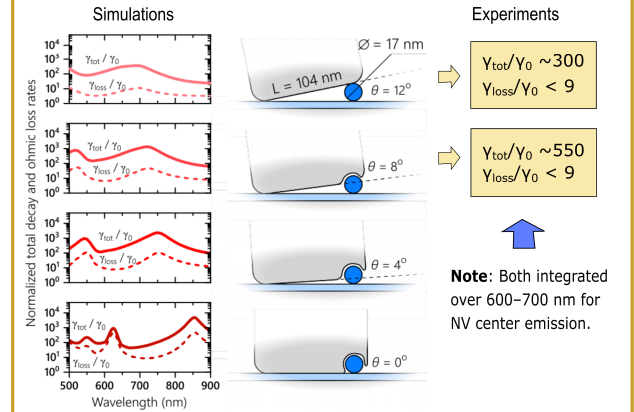 Simulations
Experiments
Normalized total decay and ohmic loss rates
10⁴
10³
10²
10¹
10⁰
γtot / γ0
γloss / γ0
Ø = 17 nm
L = 104 nm
θ = 12°
γtot/γ0 ~300
γloss/γ0 < 9
10⁴
10³
10²
10¹
10⁰
γtot / γ0
γloss / γ0
θ = 8°
γtot/γ0 ~550
γloss/γ0 < 9
10⁴
10³
10²
10¹
10⁰
γtot / γ0
γloss / γ0
θ = 4°
Note: Both integrated
over 600–700 nm for
NV center emission.
10⁴
10³
10²
10¹
10⁰
γtot / γ0
γloss / γ0
θ = 0°
500 600 700 800 900
Wavelength (nm)